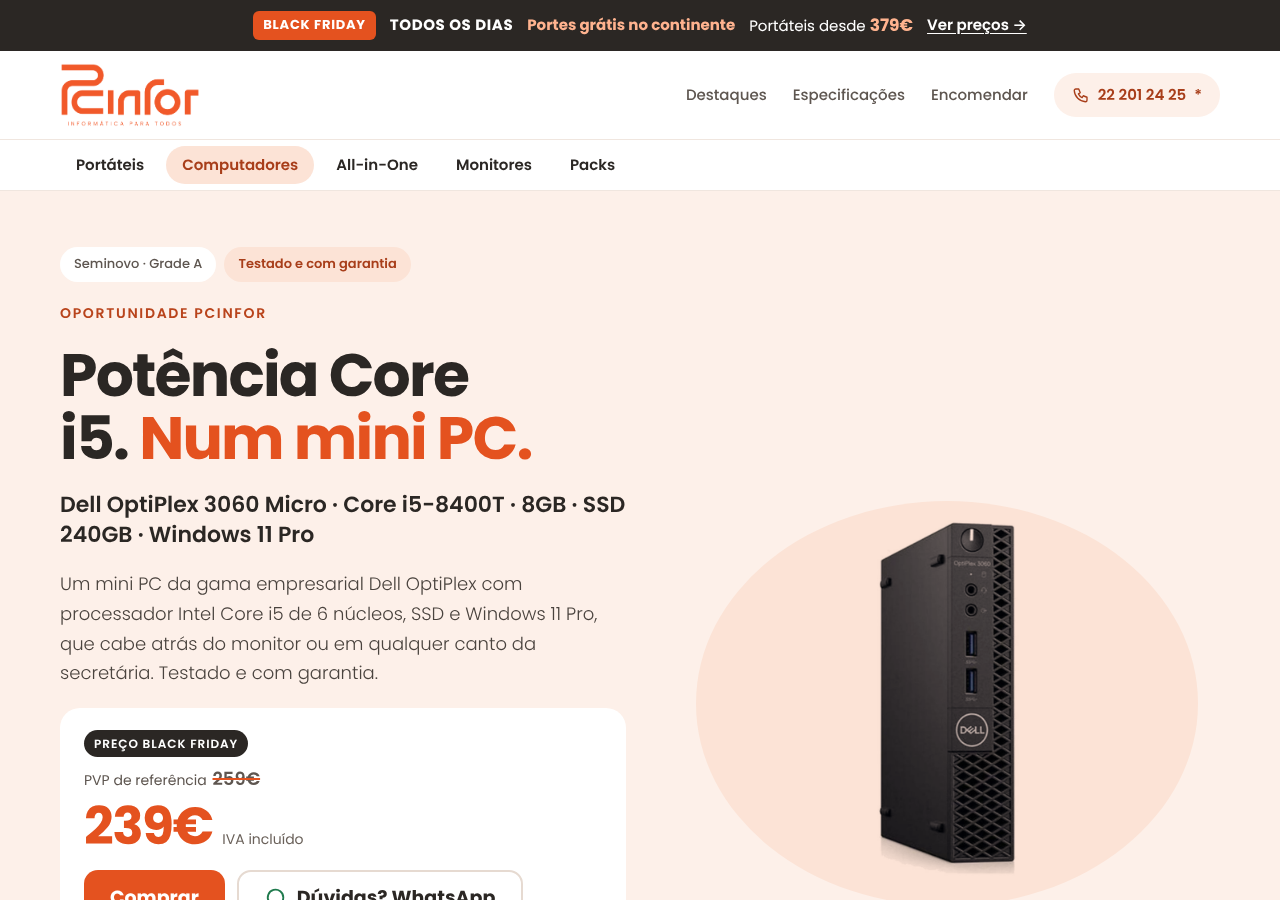 BLACK FRIDAY TODOS OS DIAS Portes grátis no continente Portáteis desde 379€ Ver preços →
PCinfor
INFORMÁTICA PARA TODOS
Destaques Especificações Encomendar 22 201 24 25 *
Portáteis Computadores All-in-One Monitores Packs
Seminovo · Grade A Testado e com garantia
OPORTUNIDADE PCINFOR
Potência Core
i5. Num mini PC.
Dell OptiPlex 3060 Micro · Core i5-8400T · 8GB · SSD
240GB · Windows 11 Pro
Um mini PC da gama empresarial Dell OptiPlex com
processador Intel Core i5 de 6 núcleos, SSD e Windows 11 Pro,
que cabe atrás do monitor ou em qualquer canto da
secretária. Testado e com garantia.
PREÇO BLACK FRIDAY
PVP de referência 259€
239€ IVA incluído
Comprar Dúvidas? WhatsApp
OptiPlex 3060
DELL